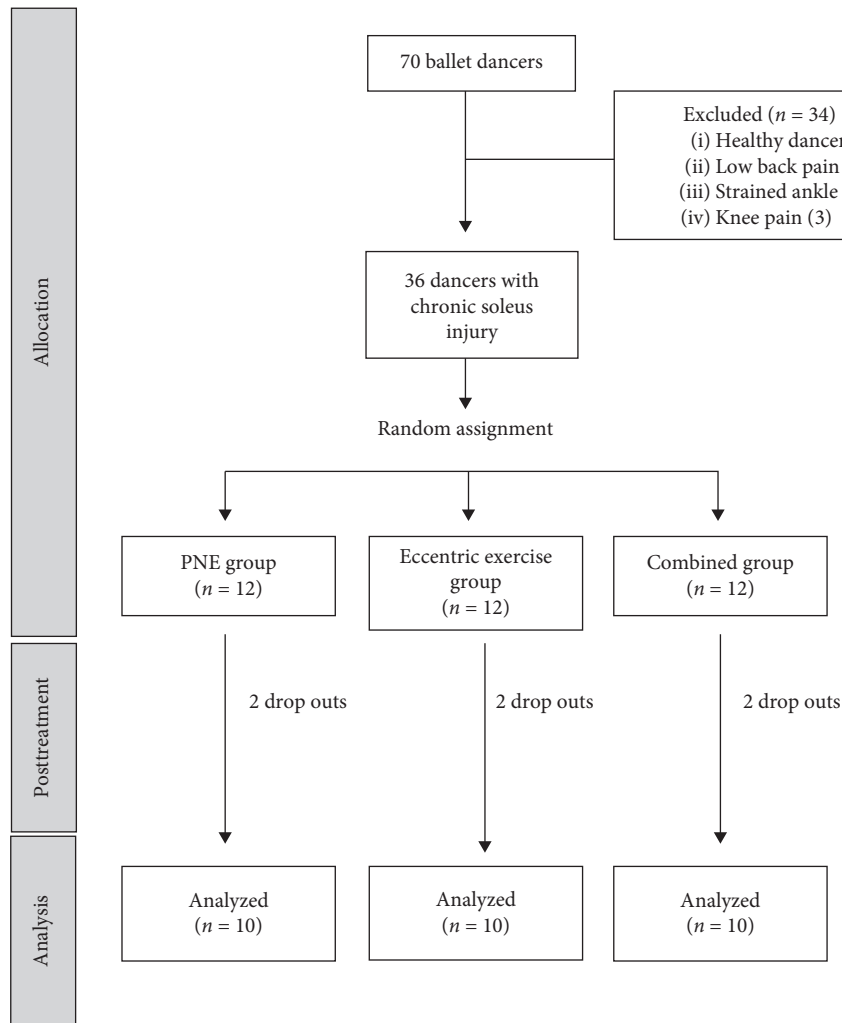 70 ballet dancers
Excluded (n = 34)
(i) Healthy
(ii) Low back pain
(iii) Strained ankle
(iv) Knee pain (3)
36 dancers with
chronic soleus
injury
Allocation
Random assignment
PNE group
(n = 12)
Eccentric exercise
group
(n = 12)
Combined group
(n = 12)
2 drop outs
2 drop outs
2 drop outs
Posttreatment
Analyzed
(n = 10)
Analyzed
(n = 10)
Analyzed
(n = 10)
Analysis